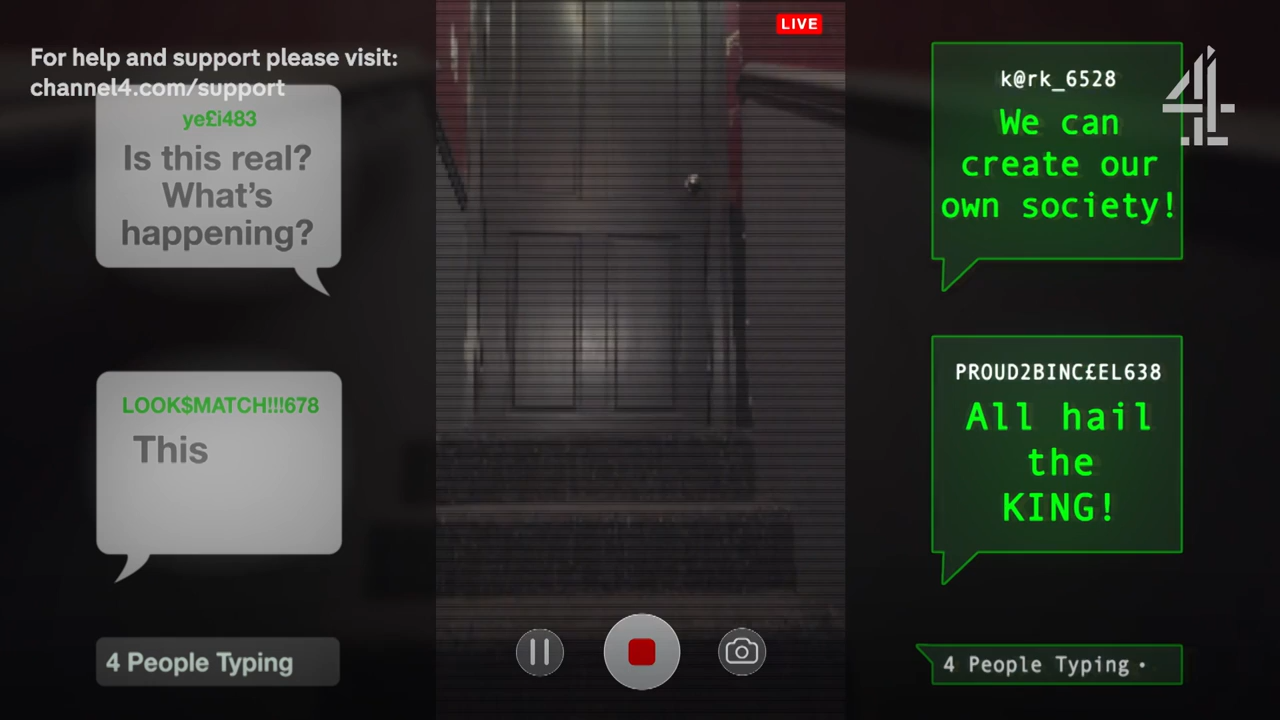 For help and support please visit:
channel4.com/support
ye£i483
Is this real?
What's
happening?
LOOK$MATCH!!!678
This
4 People Typing
LIVE
k@rk_6528
We can
create our
own society!
PROUD2BINC£EL638
All hail
the
KING!
4 People Typing •
4